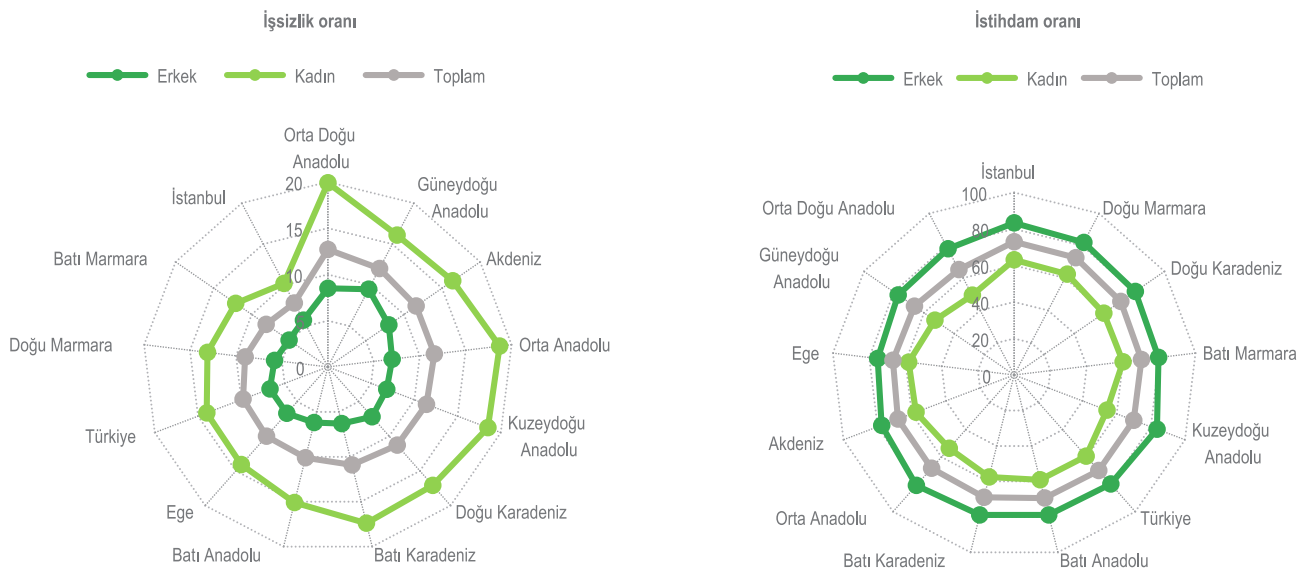 İşsizlik oranı
Erkek Kadın Toplam
Orta Doğu
Anadolu
Güneydoğu
Anadolu
Akdeniz
Orta Anadolu
Kuzeydoğu
Anadolu
Doğu Karadeniz
Batı Karadeniz
Batı Anadolu
Ege
Türkiye
Doğu Marmara
Batı Marmara
İstanbul
20
15
10
5
0
İstihdam oranı
Erkek Kadın Toplam
İstanbul
Doğu Marmara
Doğu Karadeniz
Batı Marmara
Kuzeydoğu
Anadolu
Türkiye
Batı Anadolu
Batı Karadeniz
Orta Anadolu
Akdeniz
Ege
Güneydoğu
Anadolu
Orta Doğu Anadolu
100
80
60
40
20
0